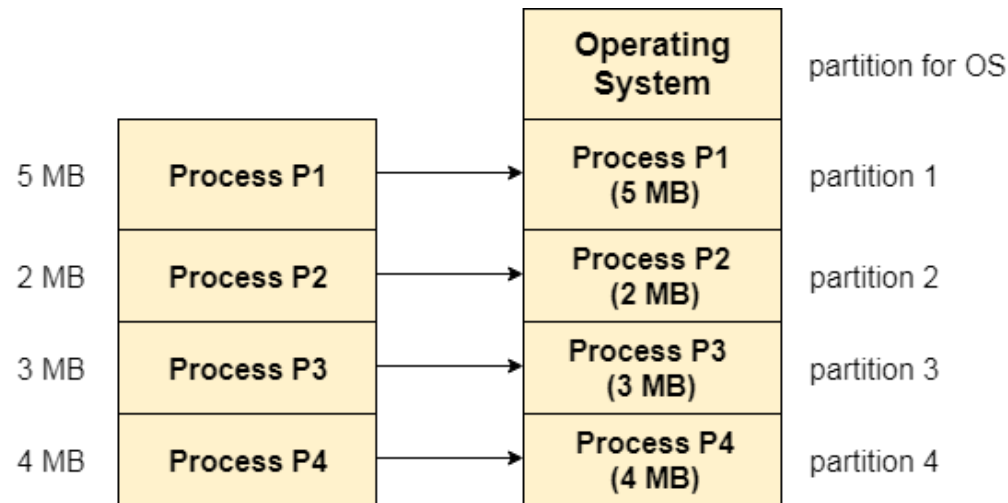 Operating
System
partition for OS
5 MB
Process P1
Process P1
(5 MB)
partition 1
2 MB
Process P2
Process P2
(2 MB)
partition 2
3 MB
Process P3
Process P3
(3 MB)
partition 3
4 MB
Process P4
Process P4
(4 MB)
partition 4